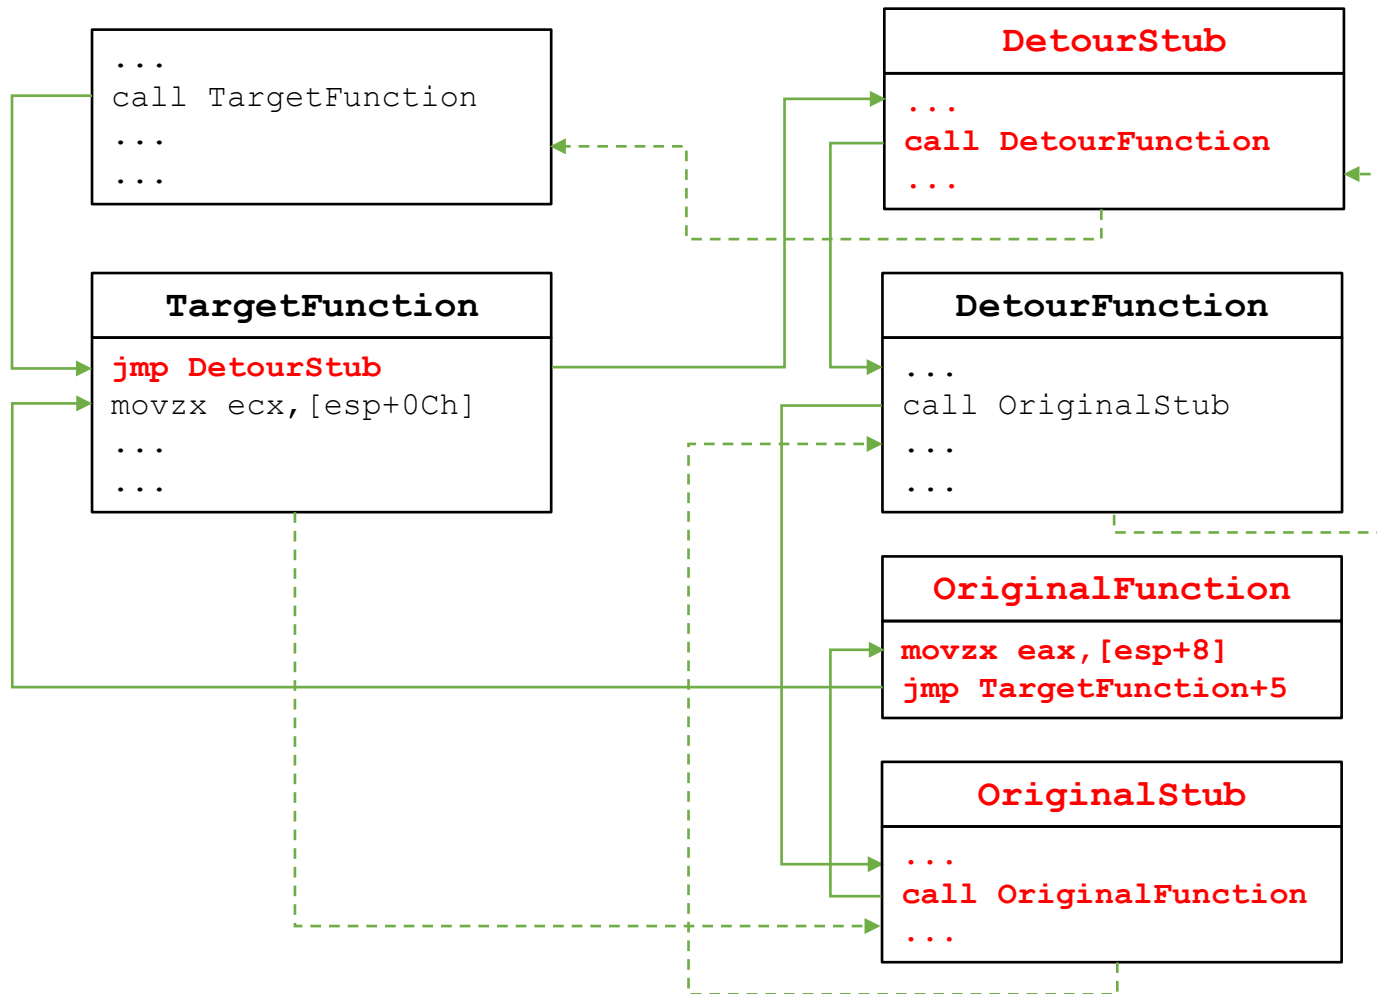 ...
call TargetFunction
...
...
TargetFunction
jmp DetourStub
movzx ecx,[esp+0Ch]
...
...
DetourStub
...
call DetourFunction
...
DetourFunction
...
call OriginalStub
...
...
OriginalFunction
movzx eax,[esp+8]
jmp TargetFunction+5
OriginalStub
...
call OriginalFunction
...